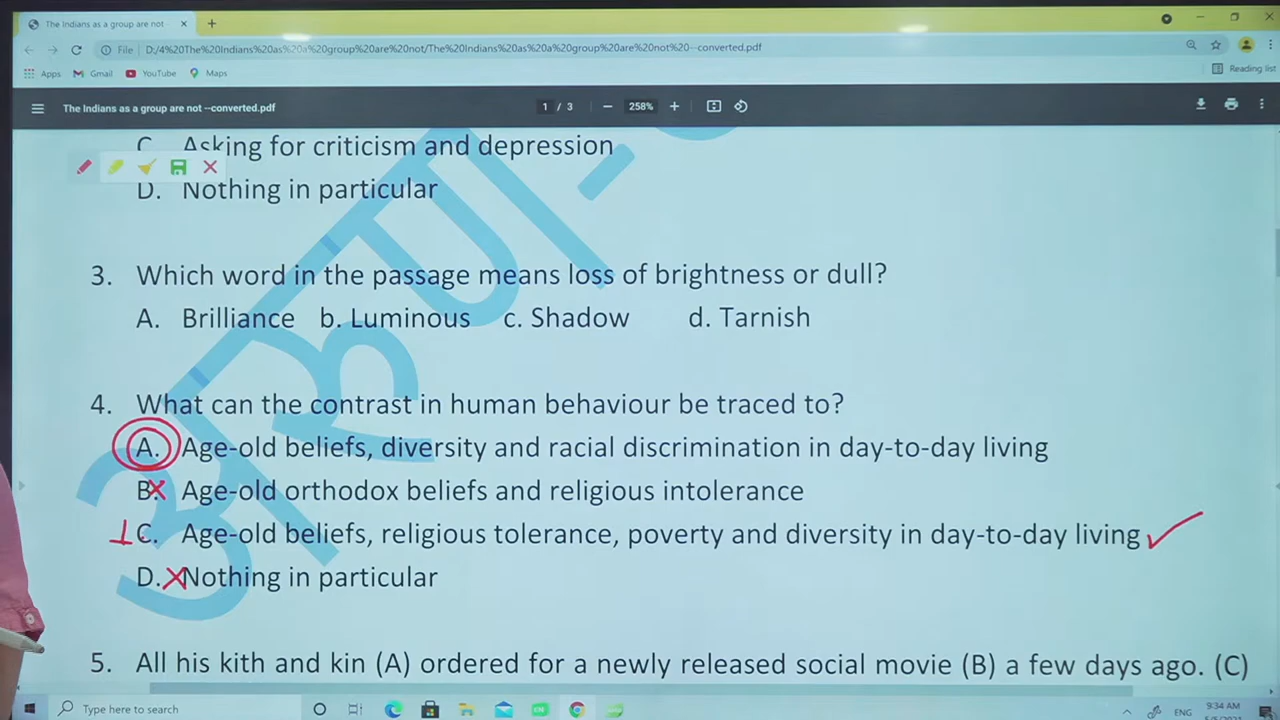 The Indians as a group are not
File D:/4%20The%20Indians%20as%20a%20group%20are%20not/The%20Indians%20as%20a%20group%20are%20not%20--converted.pdf
Apps Gmail YouTube Maps Reading list
The Indians as a group are not --converted.pdf 1 / 3 258%
C. Asking for criticism and depression
D. Nothing in particular
3. Which word in the passage means loss of brightness or dull?
A. Brilliance b. Luminous c. Shadow d. Tarnish
4. What can the contrast in human behaviour be traced to?
A. Age-old beliefs, diversity and racial discrimination in day-to-day living
B. Age-old orthodox beliefs and religious intolerance
C. Age-old beliefs, religious tolerance, poverty and diversity in day-to-day living
D. Nothing in particular
5. All his kith and kin (A) ordered for a newly released social movie (B) a few days ago. (C)
Type here to search ENG 9:34 AM